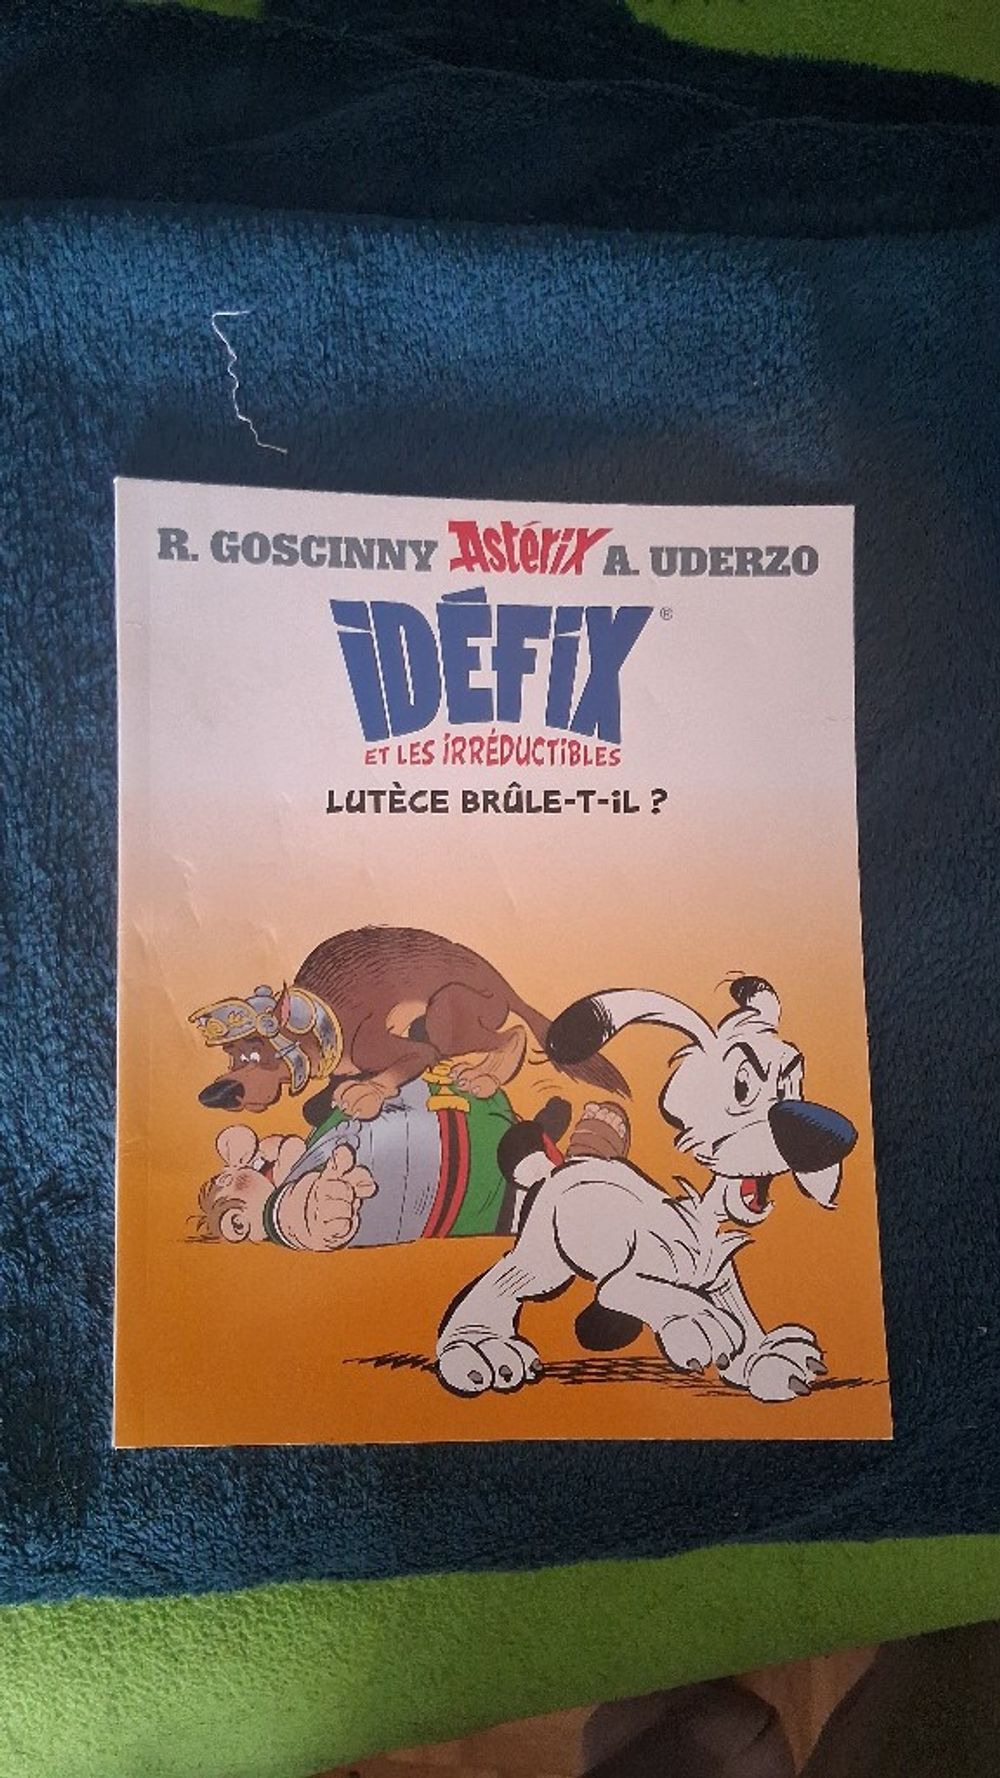 R. GOSCINNY Astérix A. UDERZO
iDÉFiX ®
ET LES iRRÉDUCTiBLES
LUTÈCE BRÛLE-T-iL ?